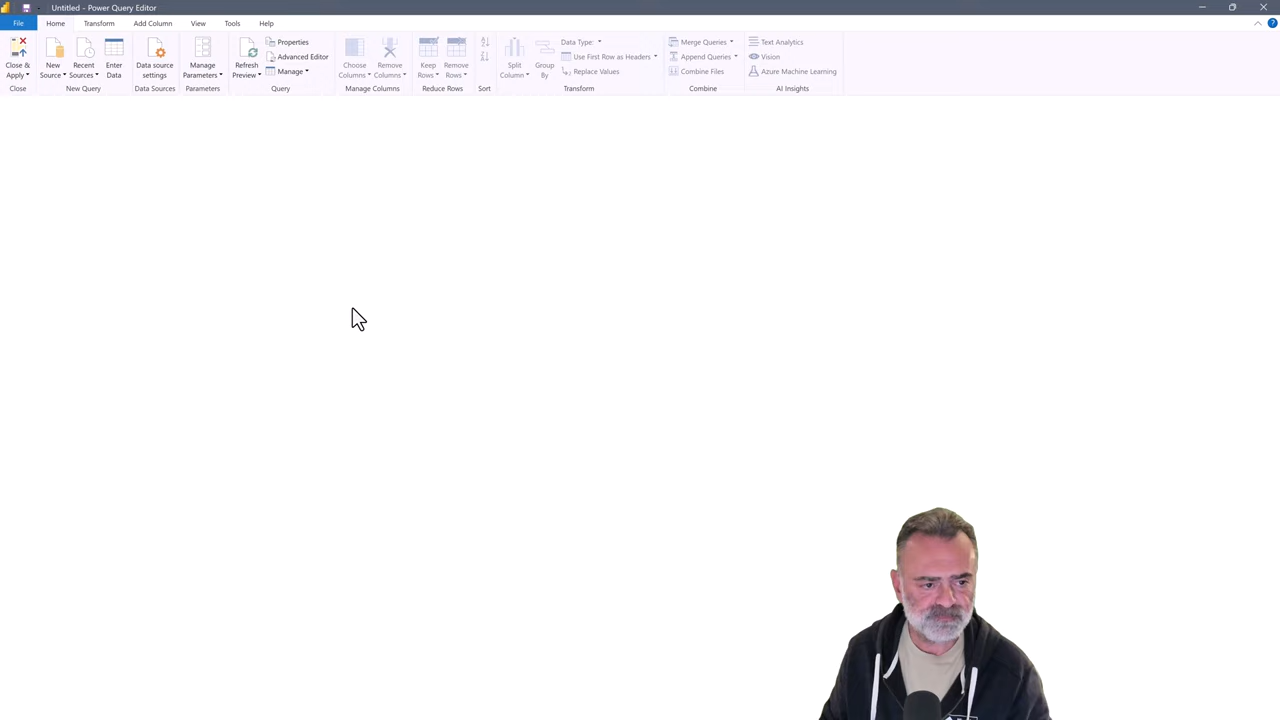 Untitled - Power Query Editor
File Home Transform Add Column View Tools Help
Close & Apply
New Source
Recent Sources
Enter Data
Data source settings
Manage Parameters
Refresh Preview
Properties
Advanced Editor
Manage
Choose Columns
Remove Columns
Keep Rows
Remove Rows
Split Column
Group By
Data Type:
Use First Row as Headers
Replace Values
Merge Queries
Append Queries
Combine Files
Text Analytics
Vision
Azure Machine Learning
Close New Query Data Sources Parameters Query Manage Columns Reduce Rows Sort Transform Combine AI Insights